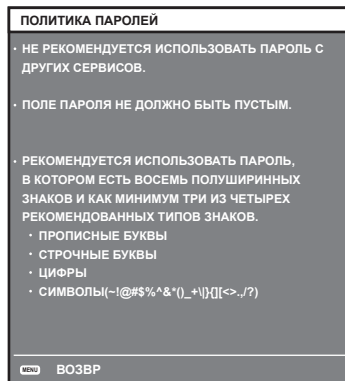 ПОЛИТИКА ПАРОЛЕЙ
· НЕ РЕКОМЕНДУЕТСЯ ИСПОЛЬЗОВАТЬ ПАРОЛЬ С
ДРУГИХ СЕРВИСОВ.
· ПОЛЕ ПАРОЛЯ НЕ ДОЛЖНО БЫТЬ ПУСТЫМ.
· РЕКОМЕНДУЕТСЯ ИСПОЛЬЗОВАТЬ ПАРОЛЬ,
В КОТОРОМ ЕСТЬ ВОСЕМЬ ПОЛУШИРИННЫХ
ЗНАКОВ И КАК МИНИМУМ ТРИ ИЗ ЧЕТЫРЕХ
РЕКОМЕНДОВАННЫХ ТИПОВ ЗНАКОВ.
· ПРОПИСНЫЕ БУКВЫ
· СТРОЧНЫЕ БУКВЫ
· ЦИФРЫ
· СИМВОЛЫ(~!@#$%^&*()_+\|}{][<>.,/?)
MENU ВОЗВР